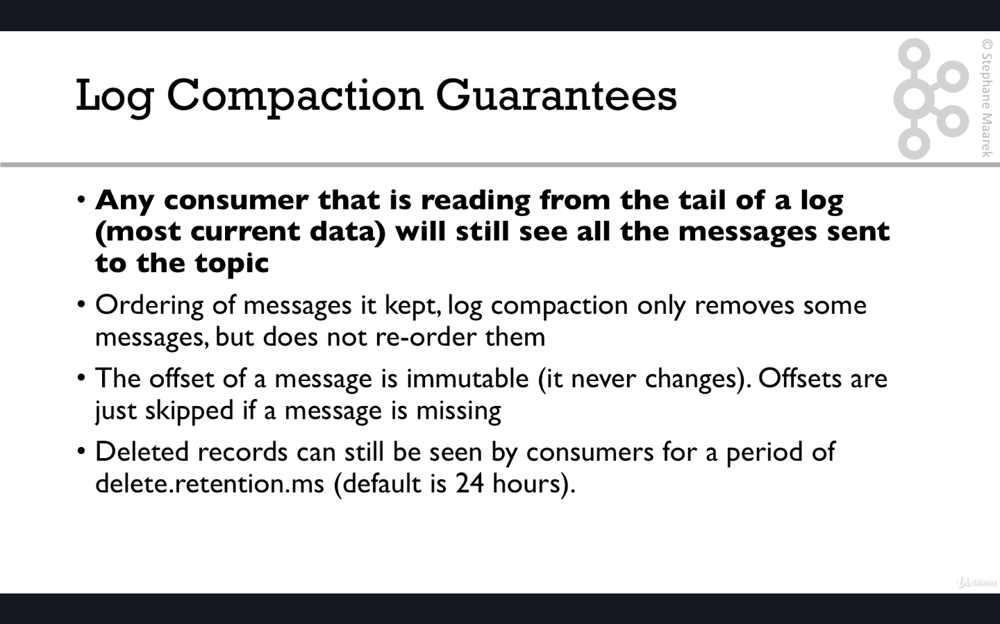 Log Compaction Guarantees
© Stephane Maarek
• Any consumer that is reading from the tail of a log
(most current data) will still see all the messages sent
to the topic
• Ordering of messages it kept, log compaction only removes some
messages, but does not re-order them
• The offset of a message is immutable (it never changes). Offsets are
just skipped if a message is missing
• Deleted records can still be seen by consumers for a period of
delete.retention.ms (default is 24 hours).
Udemy